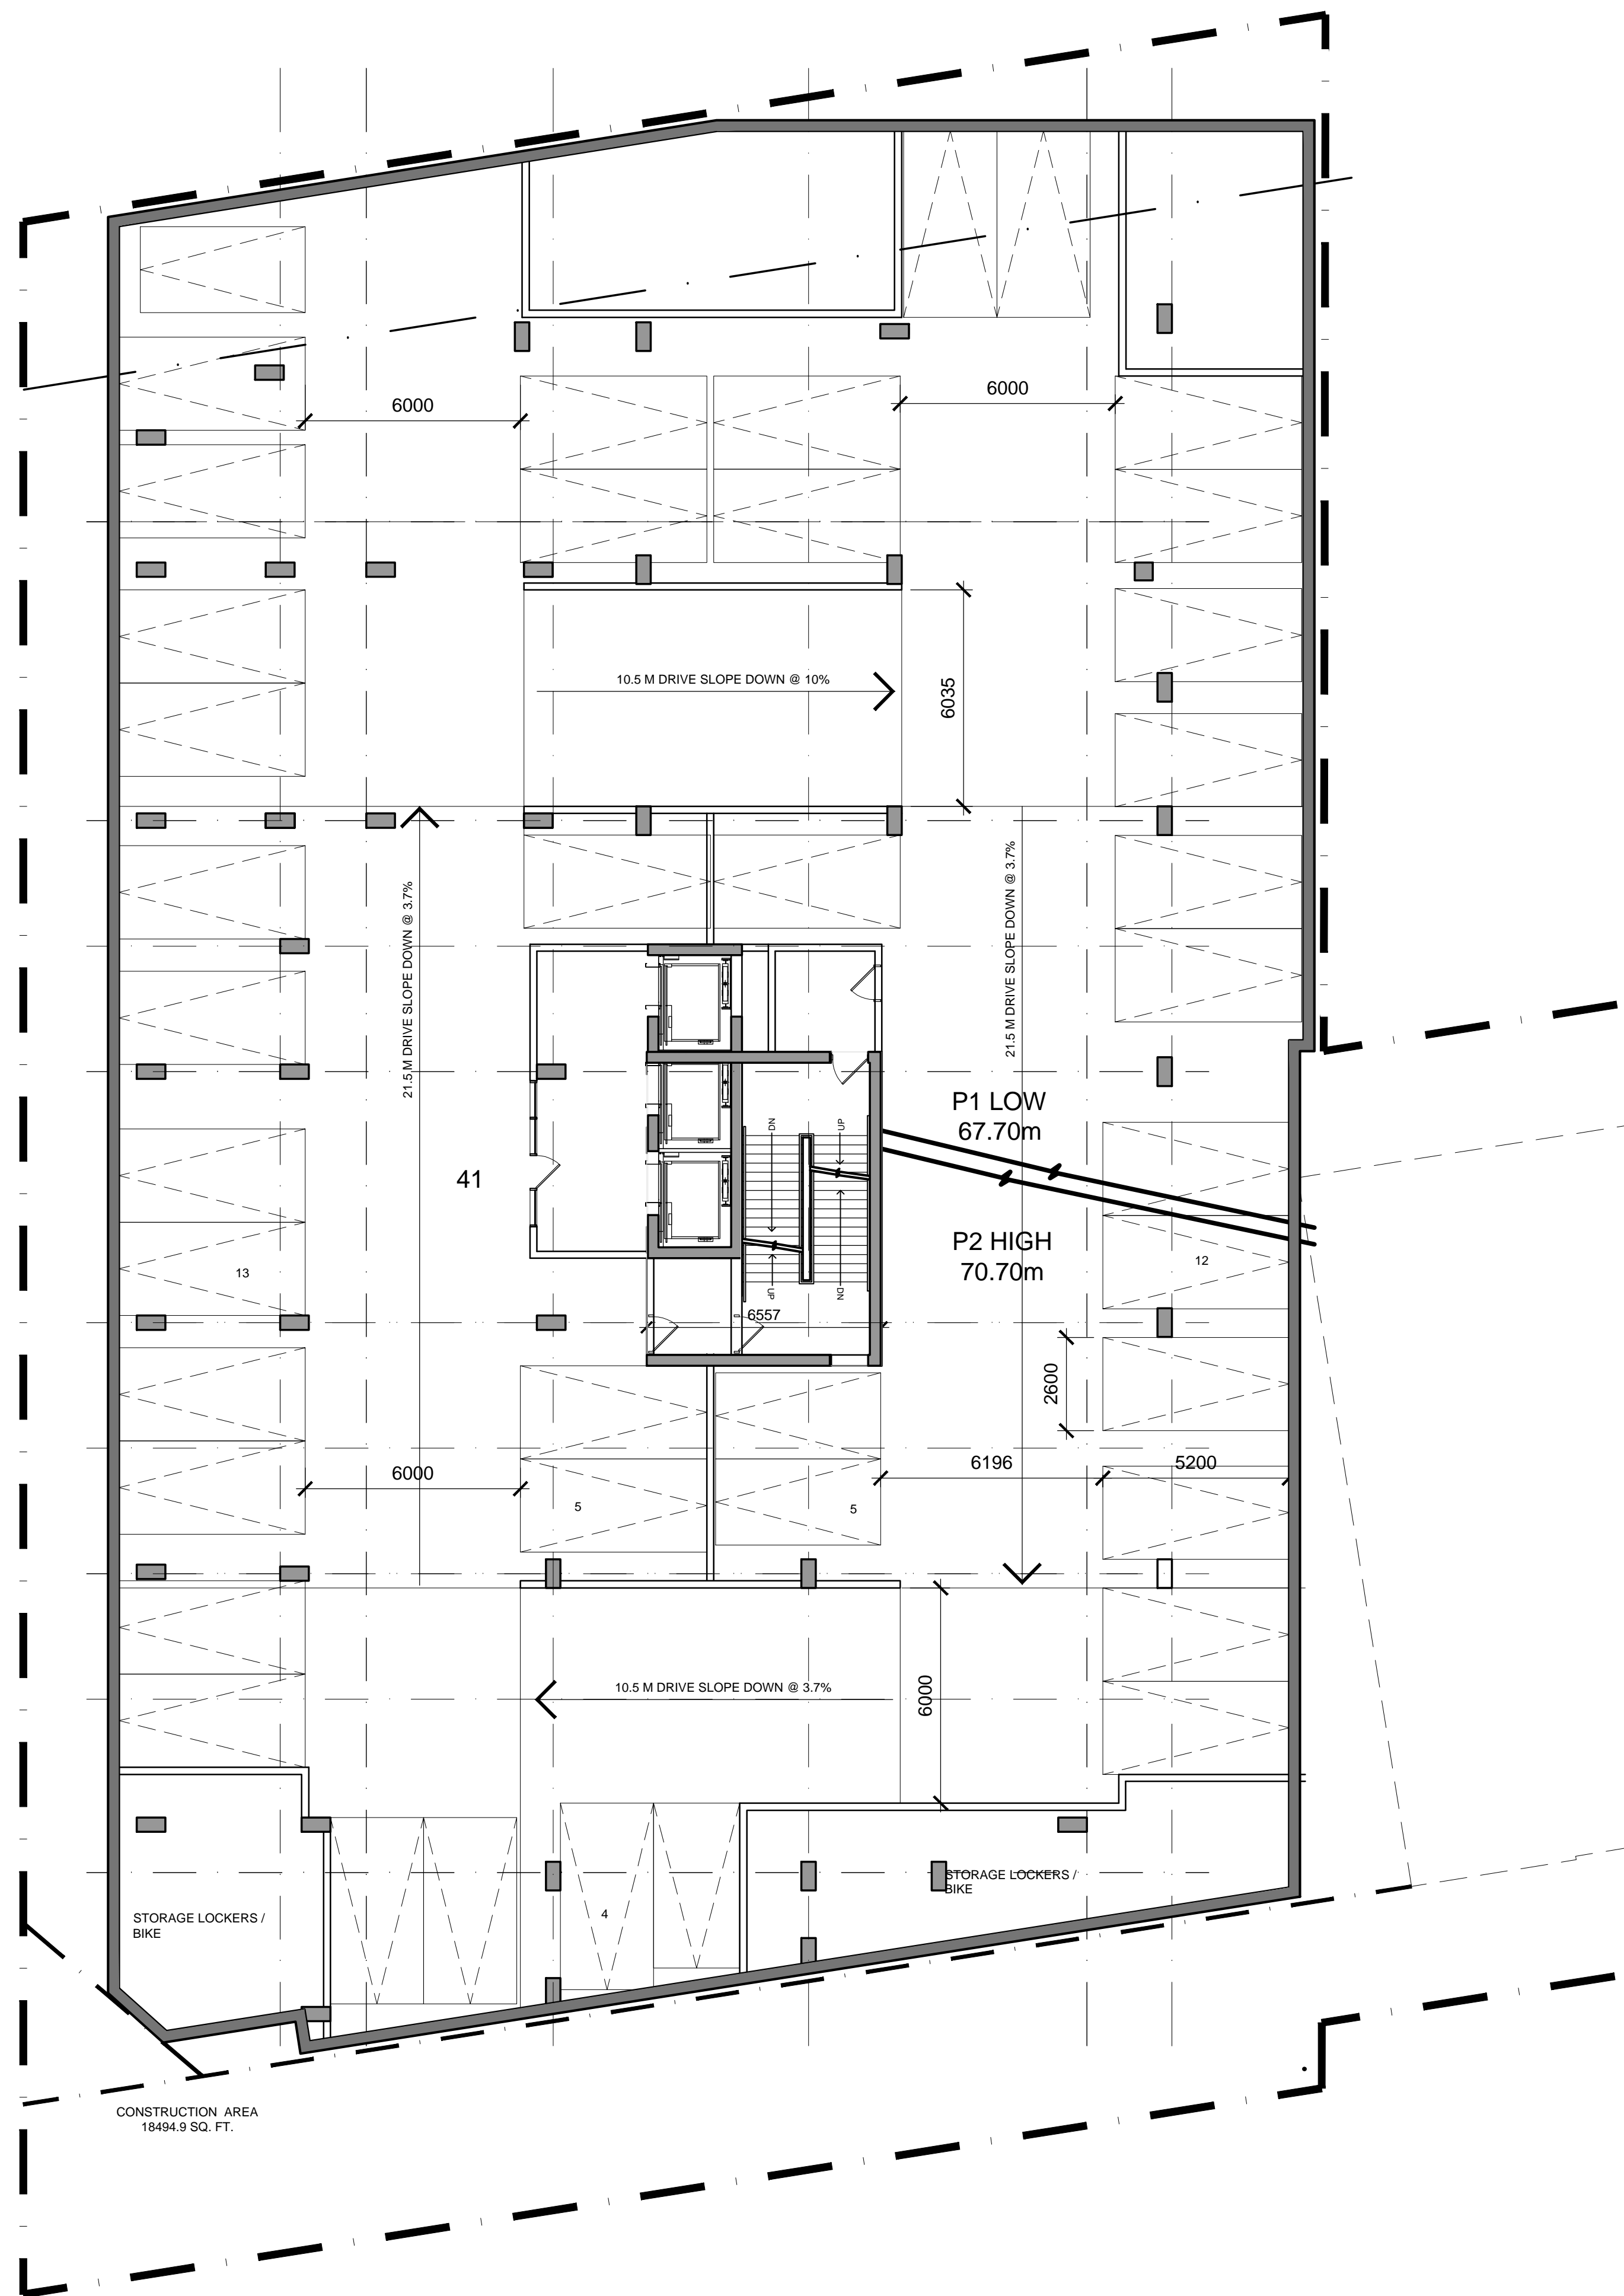 6000
6000
10.5 M DRIVE SLOPE DOWN @ 10%
6035
21.5 M DRIVE SLOPE DOWN @ 3.7%
21.5 M DRIVE SLOPE DOWN @ 3.7%
P1 LOW
67.70m
DN
UP
41
P2 HIGH
70.70m
13
12
UP
DN
6557
2600
6000
6196
5200
5
5
10.5 M DRIVE SLOPE DOWN @ 3.7%
6000
STORAGE LOCKERS /
BIKE
4
STORAGE LOCKERS /
BIKE
CONSTRUCTION AREA
18494.9 SQ. FT.